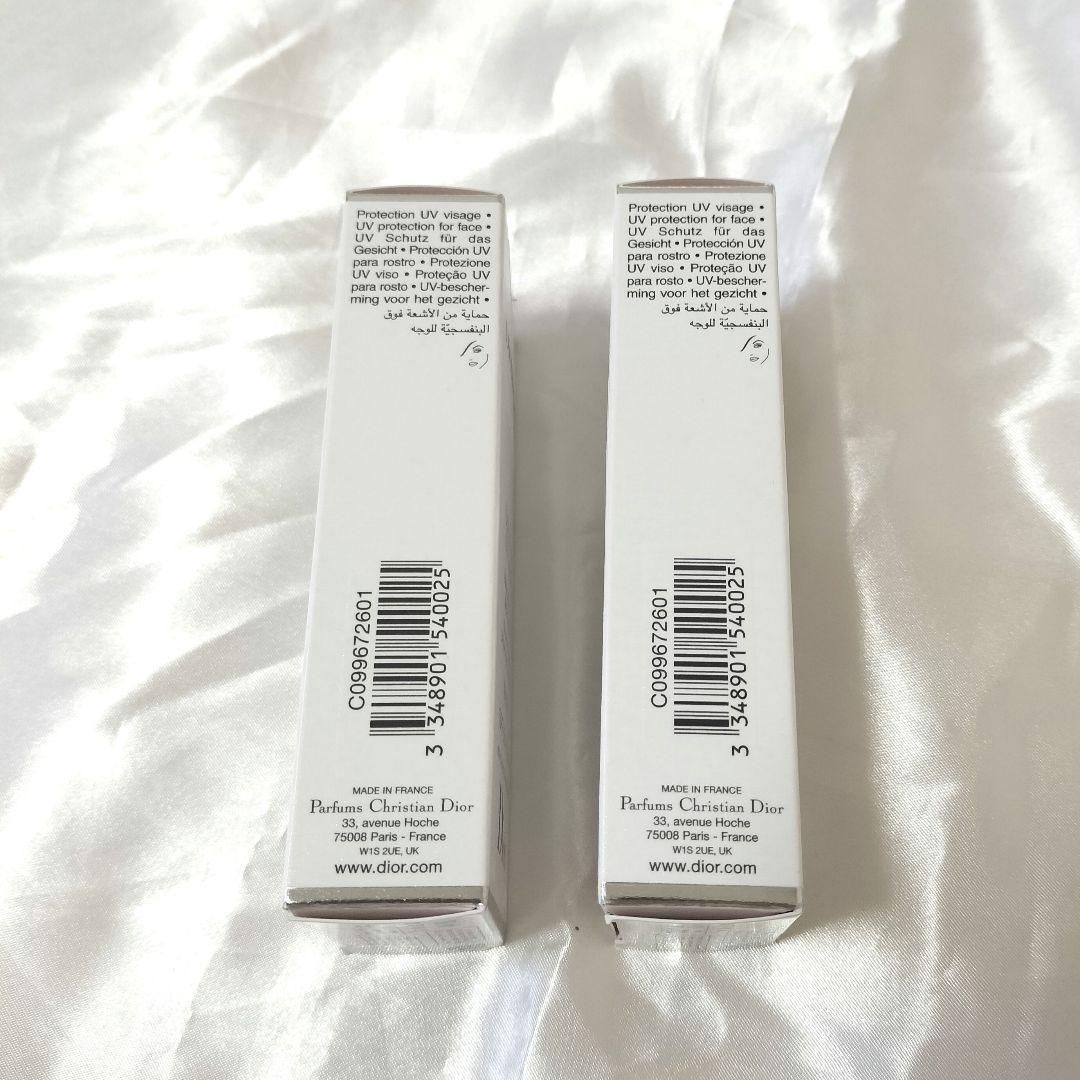 Protection UV visage •
UV protection for face •
UV Schutz für das
Gesicht • Protección UV
para rostro • Protezione
UV viso • Proteção UV
para rosto • UV-bescher-
ming voor het gezicht •
حماية من الأشعة فوق
البنفسجيّة للوجه
C099672601
3 348901 540025
MADE IN FRANCE
Parfums Christian Dior
33, avenue Hoche
75008 Paris - France
W1S 2UE, UK
www.dior.com
Protection UV visage •
UV protection for face •
UV Schutz für das
Gesicht • Protección UV
para rostro • Protezione
UV viso • Proteção UV
para rosto • UV-bescher-
ming voor het gezicht •
حماية من الأشعة فوق
البنفسجيّة للوجه
C099672601
3 348901 540025
MADE IN FRANCE
Parfums Christian Dior
33, avenue Hoche
75008 Paris - France
W1S 2UE, UK
www.dior.com